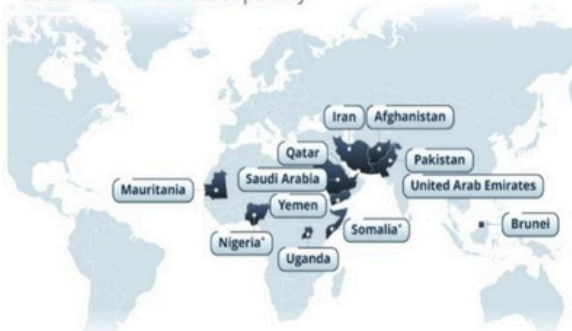 Iran
Afghanistan
Qatar
Pakistan
Saudi Arabia
United Arab Emirates
Mauritania
Yemen
Nigeria*
Somalia*
Brunei
Uganda